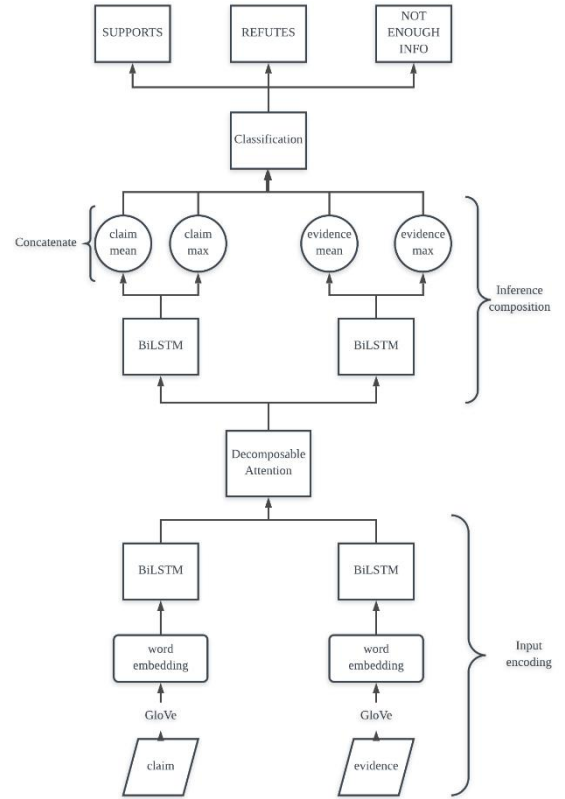 SUPPORTS
REFUTES
NOT
ENOUGH
INFO
Classification
Concatenate
claim
mean
claim
max
evidence
mean
evidence
max
Inference
composition
BiLSTM
BiLSTM
Decomposable
Attention
BiLSTM
BiLSTM
word
embedding
word
embedding
Input
encoding
GloVe
GloVe
claim
evidence